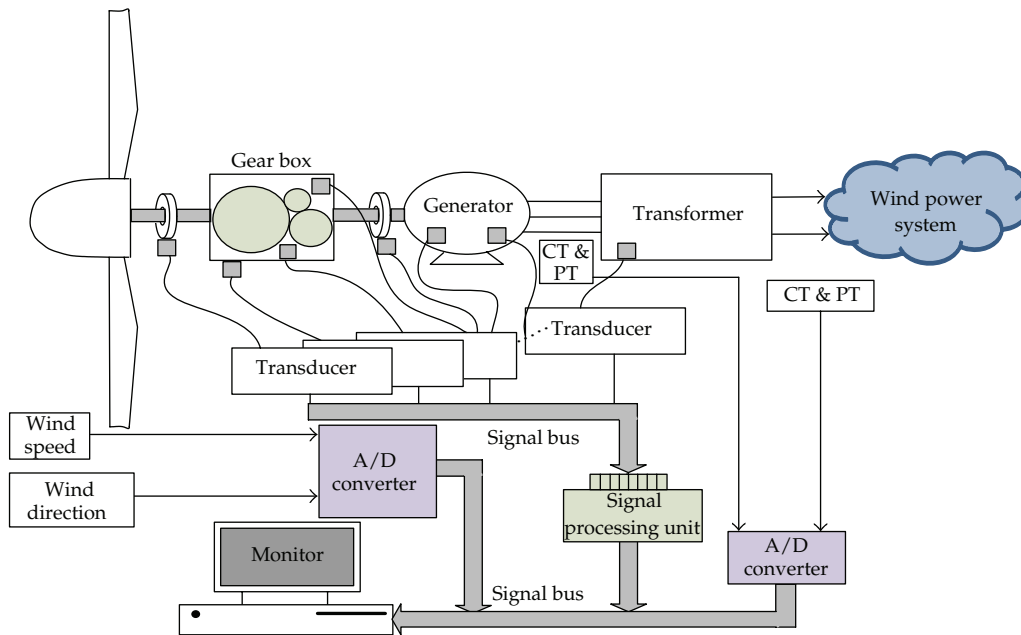 Gear box
Generator
Transformer
Wind power
system
CT &
PT
CT & PT
Transducer
Transducer
Wind
speed
Signal bus
A/D
converter
Wind
direction
Signal
processing unit
Monitor
A/D
converter
Signal bus